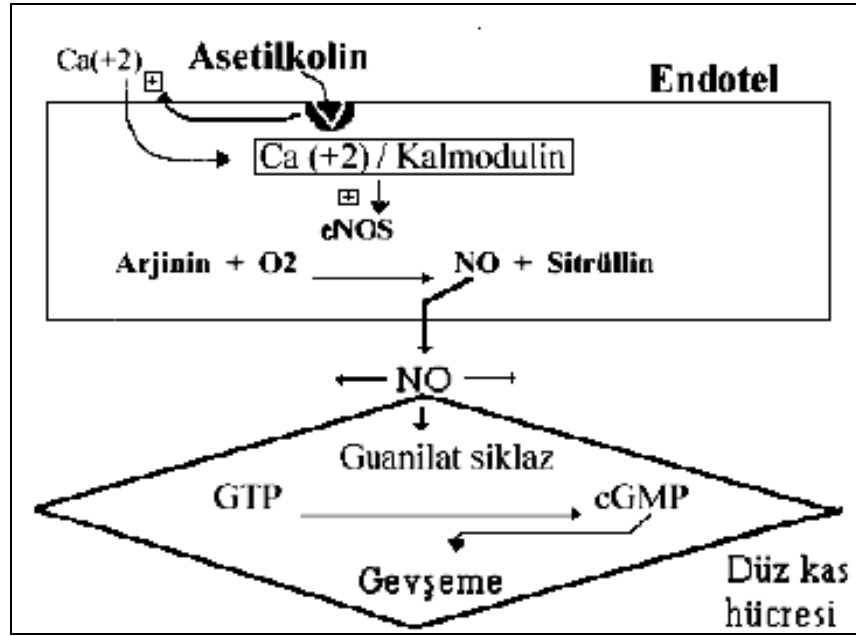 Ca(+2) Asetilkolin
Endotel
+
Ca (+2) / Kalmodulin
+
eNOS
Arjinin + O2 NO + Sitrüllin
NO
Guanilat siklaz
GTP cGMP
Gevşeme
Düz kas
hücresi